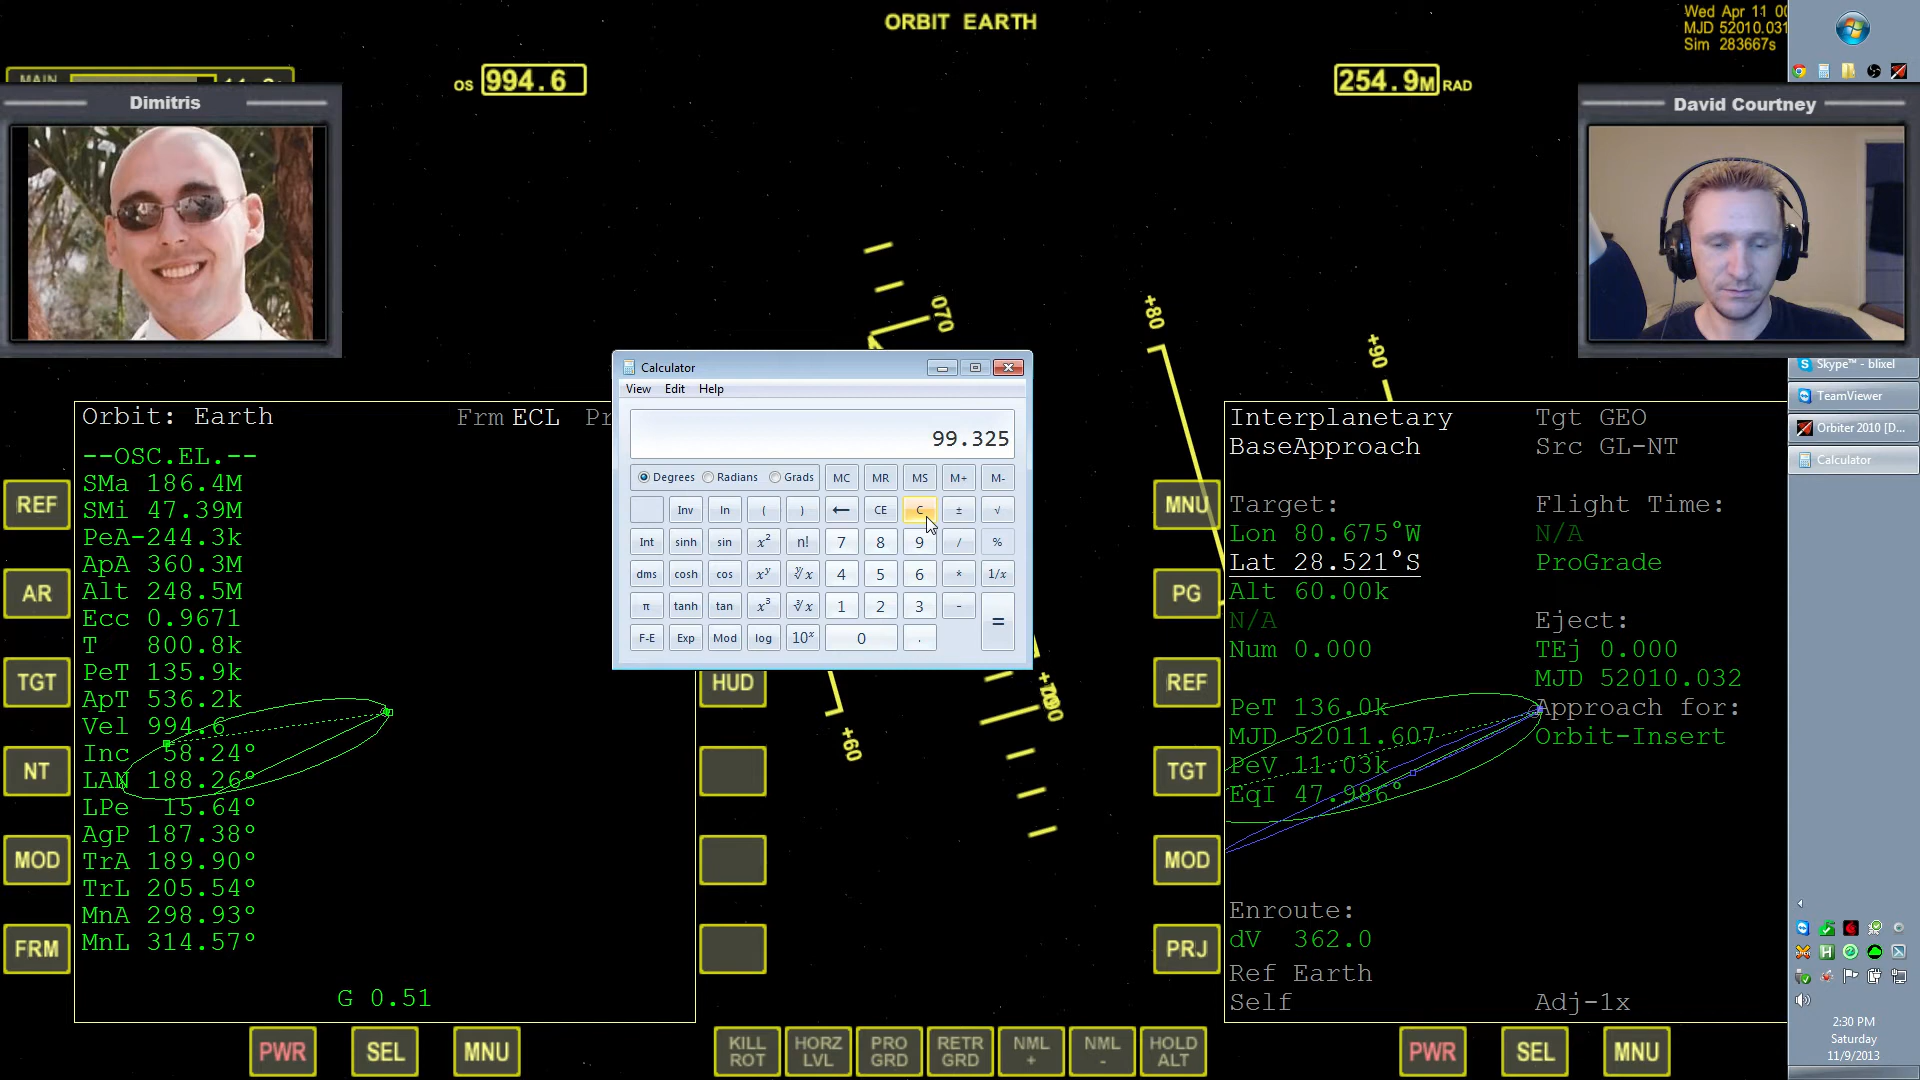 ORBIT EARTH
Wed Apr 11 00
MJD 52010.031
Sim 283667s
MAIN
OS 994.6
254.9M RAD
Dimitris
David Courtney
070
+80
+90
+60
Calculator
View Edit Help
99.325
Degrees Radians Grads MC MR MS M+ M-
Inv ln ( ) ← CE C ± √
Int sinh sin x² n! 7 8 9 / %
dms cosh cos xʸ ʸ√x 4 5 6 * 1/x
π tanh tan x³ ³√x 1 2 3 - =
F-E Exp Mod log 10ˣ 0 .
Orbit: Earth Frm ECL Pr
--OSC.EL.--
SMa 186.4M
SMi 47.39M
PeA-244.3k
ApA 360.3M
Alt 248.5M
Ecc 0.9671
T 800.8k
PeT 135.9k
ApT 536.2k
Vel 994.6
Inc 58.24°
LAN 188.26°
LPe 15.64°
AgP 187.38°
TrA 189.90°
TrL 205.54°
MnA 298.93°
MnL 314.57°
G 0.51
REF
AR
TGT
NT
MOD
FRM
HUD
PWR SEL MNU
KILL ROT
HORZ LVL
PRO GRD
RETR GRD
NML +
NML -
HOLD ALT
MNU
PG
REF
TGT
MOD
PRJ
Interplanetary Tgt GEO
BaseApproach Src GL-NT
Target: Flight Time:
Lon 80.675°W N/A
Lat 28.521°S ProGrade
Alt 60.00k
N/A Eject:
Num 0.000 TEj 0.000
MJD 52010.032
PeT 136.0k Approach for:
MJD 52011.607 Orbit-Insert
PeV 11.03k
EqI 47.986°
Enroute:
dV 362.0
Ref Earth
Self Adj-1x
PWR SEL MNU
Skype™ - blixel
TeamViewer
Orbiter 2010 [D...
Calculator
2:30 PM
Saturday
11/9/2013